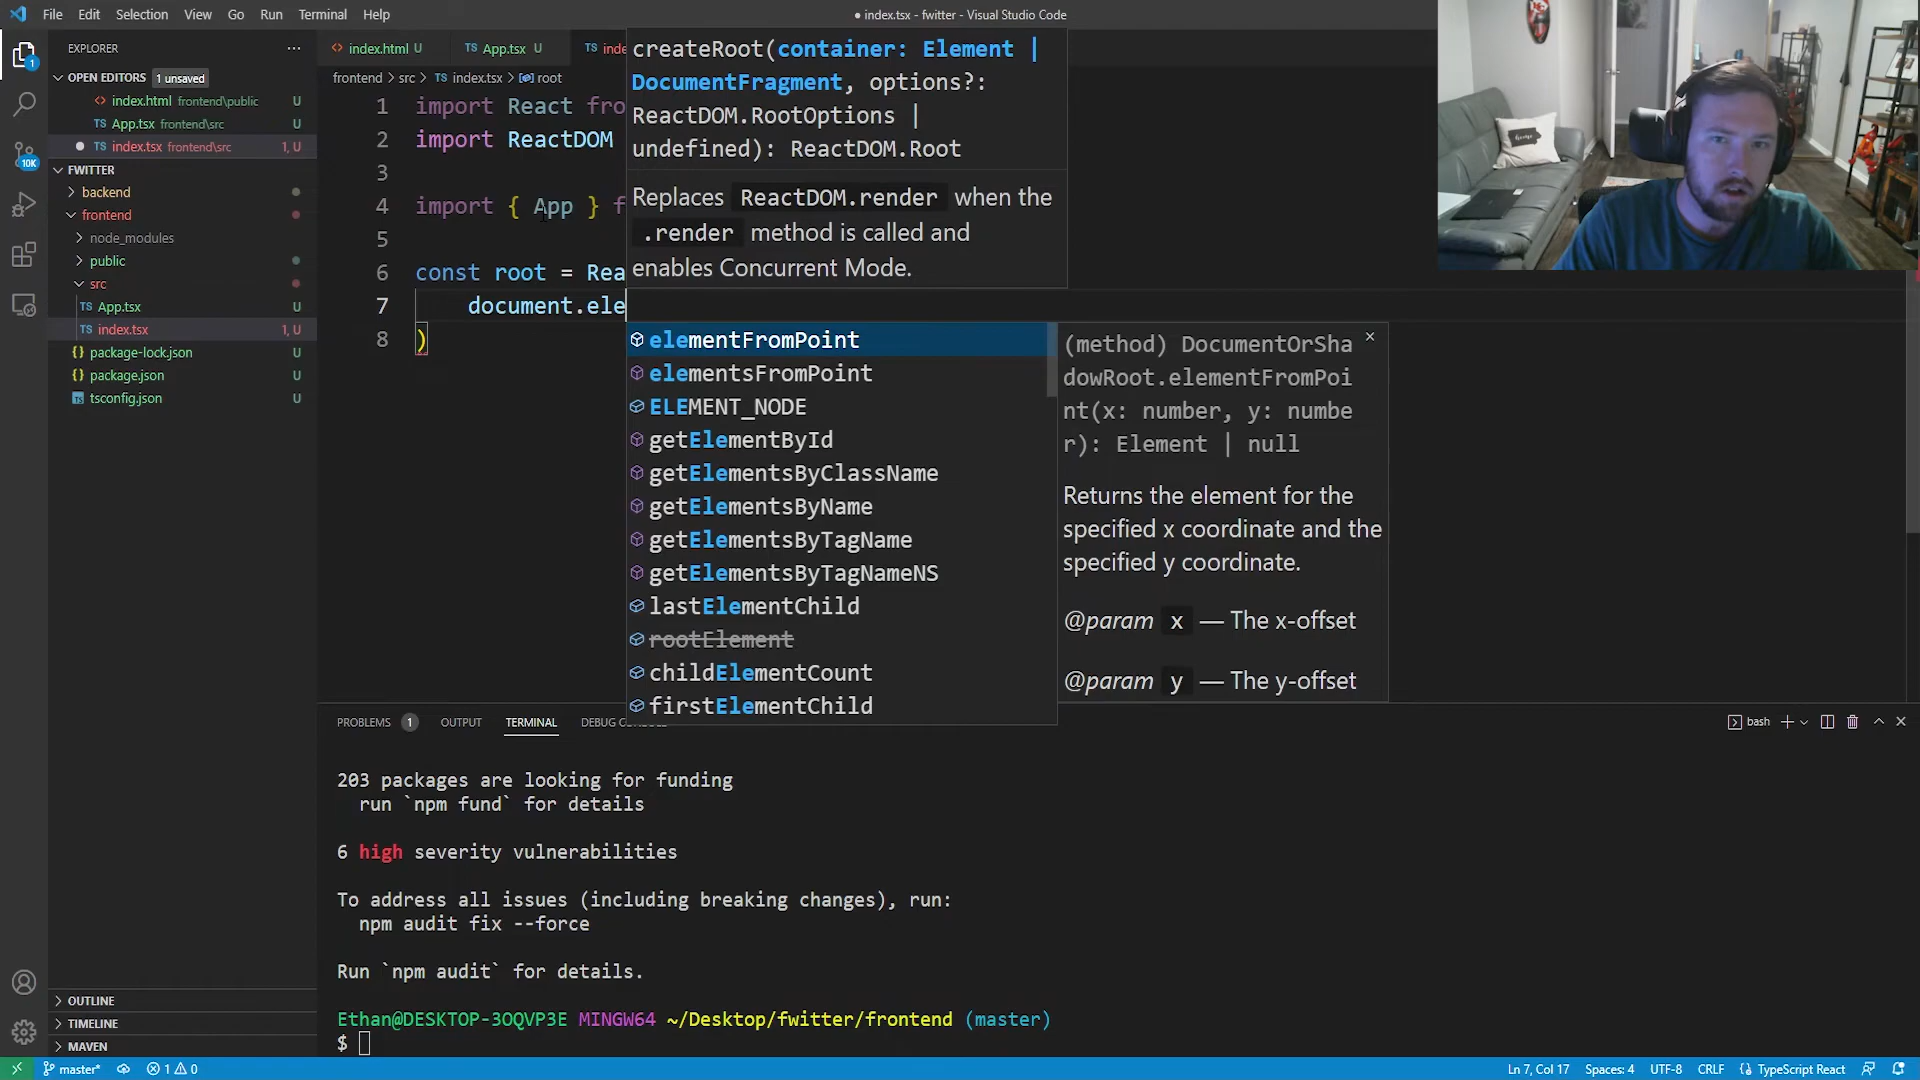 File Edit Selection View Go Run Terminal Help
● index.tsx - fwitter - Visual Studio Code
EXPLORER
OPEN EDITORS 1 unsaved
index.html frontend\public U
App.tsx frontend\src U
index.tsx frontend\src 1, U
FWITTER
backend
frontend
node_modules
public
src
TS App.tsx U
TS index.tsx 1, U
{} package-lock.json U
{} package.json U
tsconfig.json U
OUTLINE
TIMELINE
MAVEN
index.html U TS App.tsx U TS inde
frontend > src > TS index.tsx > root
1 import React fro
2 import ReactDOM
3
4 import { App } f
5
6 const root = Rea
7 document.ele
8 )
createRoot(container: Element |
DocumentFragment, options?:
ReactDOM.RootOptions |
undefined): ReactDOM.Root
Replaces ReactDOM.render when the
.render method is called and
enables Concurrent Mode.
elementFromPoint
elementsFromPoint
ELEMENT_NODE
getElementById
getElementsByClassName
getElementsByName
getElementsByTagName
getElementsByTagNameNS
lastElementChild
rootElement
childElementCount
firstElementChild
(method) DocumentOrSha
dowRoot.elementFromPoi
nt(x: number, y: numbe
r): Element | null
Returns the element for the
specified x coordinate and the
specified y coordinate.
@param x — The x-offset
@param y — The y-offset
PROBLEMS 1 OUTPUT TERMINAL DEBUG CONSOLE
bash
203 packages are looking for funding
run `npm fund` for details
6 high severity vulnerabilities
To address all issues (including breaking changes), run:
npm audit fix --force
Run `npm audit` for details.
Ethan@DESKTOP-3OQVP3E MINGW64 ~/Desktop/fwitter/frontend (master)
$
master* 1 0
Ln 7, Col 17 Spaces: 4 UTF-8 CRLF {} TypeScript React